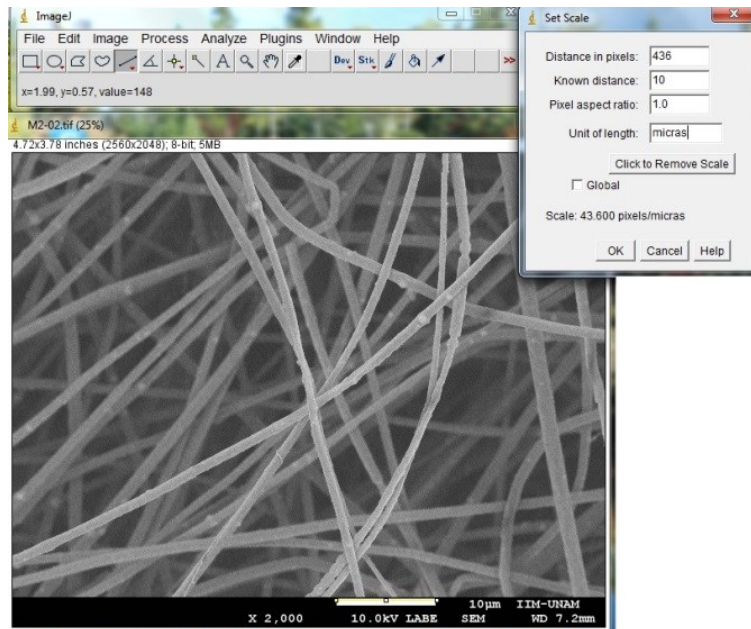 ImageJ
File Edit Image Process Analyze Plugins Window Help
A Dev Stk >>
x=1.99, y=0.57, value=148
M2-02.tif (25%)
4.72x3.78 inches (2560x2048); 8-bit; 5MB
Set Scale
Distance in pixels: 436
Known distance: 10
Pixel aspect ratio: 1.0
Unit of length: micras
Click to Remove Scale
Global
Scale: 43.600 pixels/micras
OK Cancel Help
10µm IIM-UNAM
X 2,000 10.0kV LABE SEM WD 7.2mm